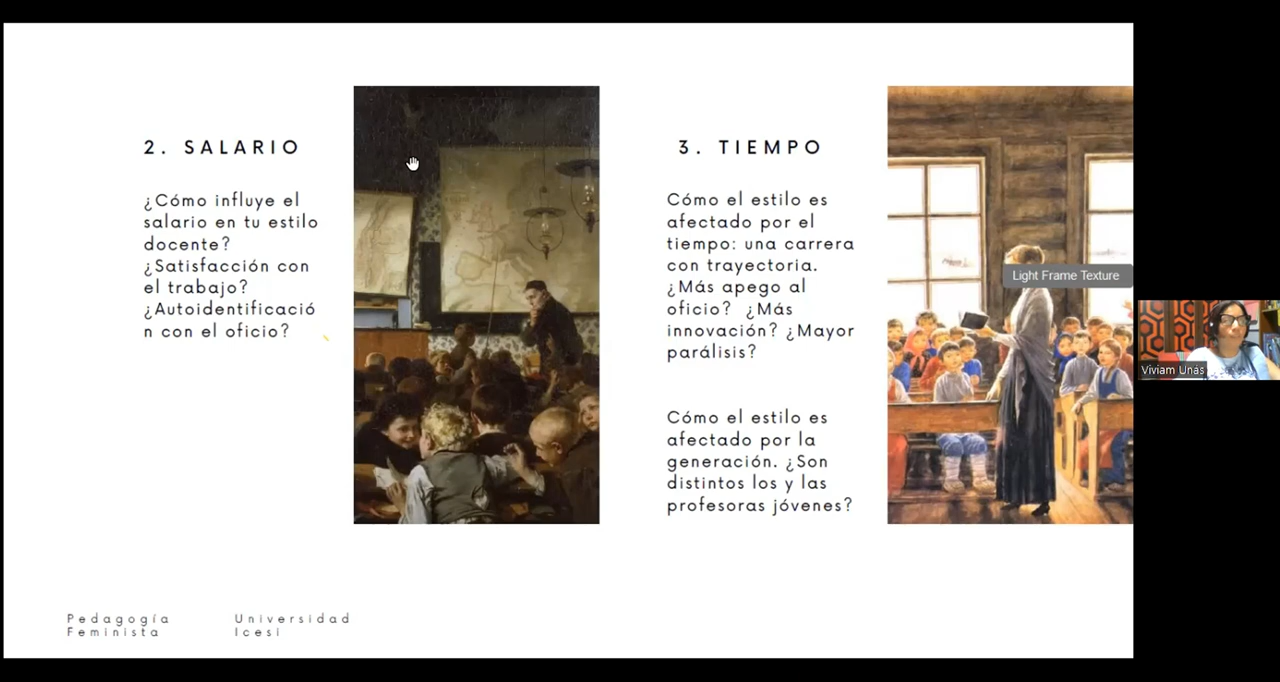 2. SALARIO
¿Cómo influye el
salario en tu estilo
docente?
¿Satisfacción con
el trabajo?
¿Autoidentificació
n con el oficio?
3. TIEMPO
Cómo el estilo es
afectado por el
tiempo: una carrera
con trayectoria.
¿Más apego al
oficio? ¿Más
innovación? ¿Mayor
parálisis?
Cómo el estilo es
afectado por la
generación. ¿Son
distintos los y las
profesoras jóvenes?
Light Frame Texture
Viviam Unás
Pedagogía
Feminista
Universidad
Icesi